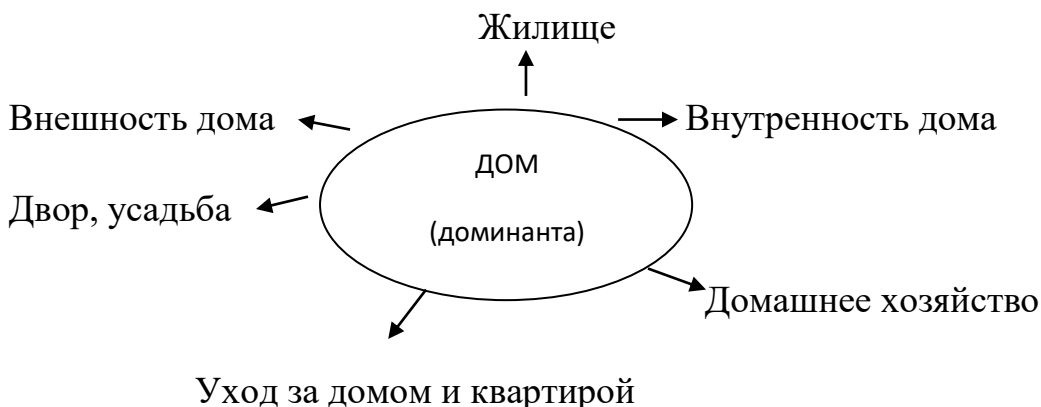 Жилище
Внешность дома
Внутренность дома
ДОМ
Двор, усадьба
(доминанта)
Домашнее хозяйство
Уход за домом и квартирой